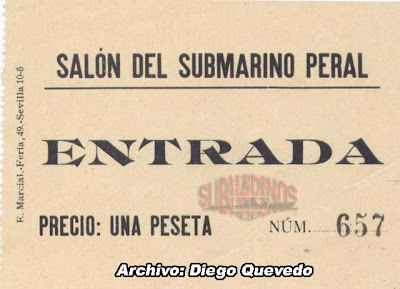 SALÓN DEL SUBMARINO PERAL
ENTRADA
SUBMARINOS
PRECIO: UNA PESETA
NÚM. 657
E. Marcial.-Feria, 49.-Sevilla 10-5
Archivo: Diego Quevedo